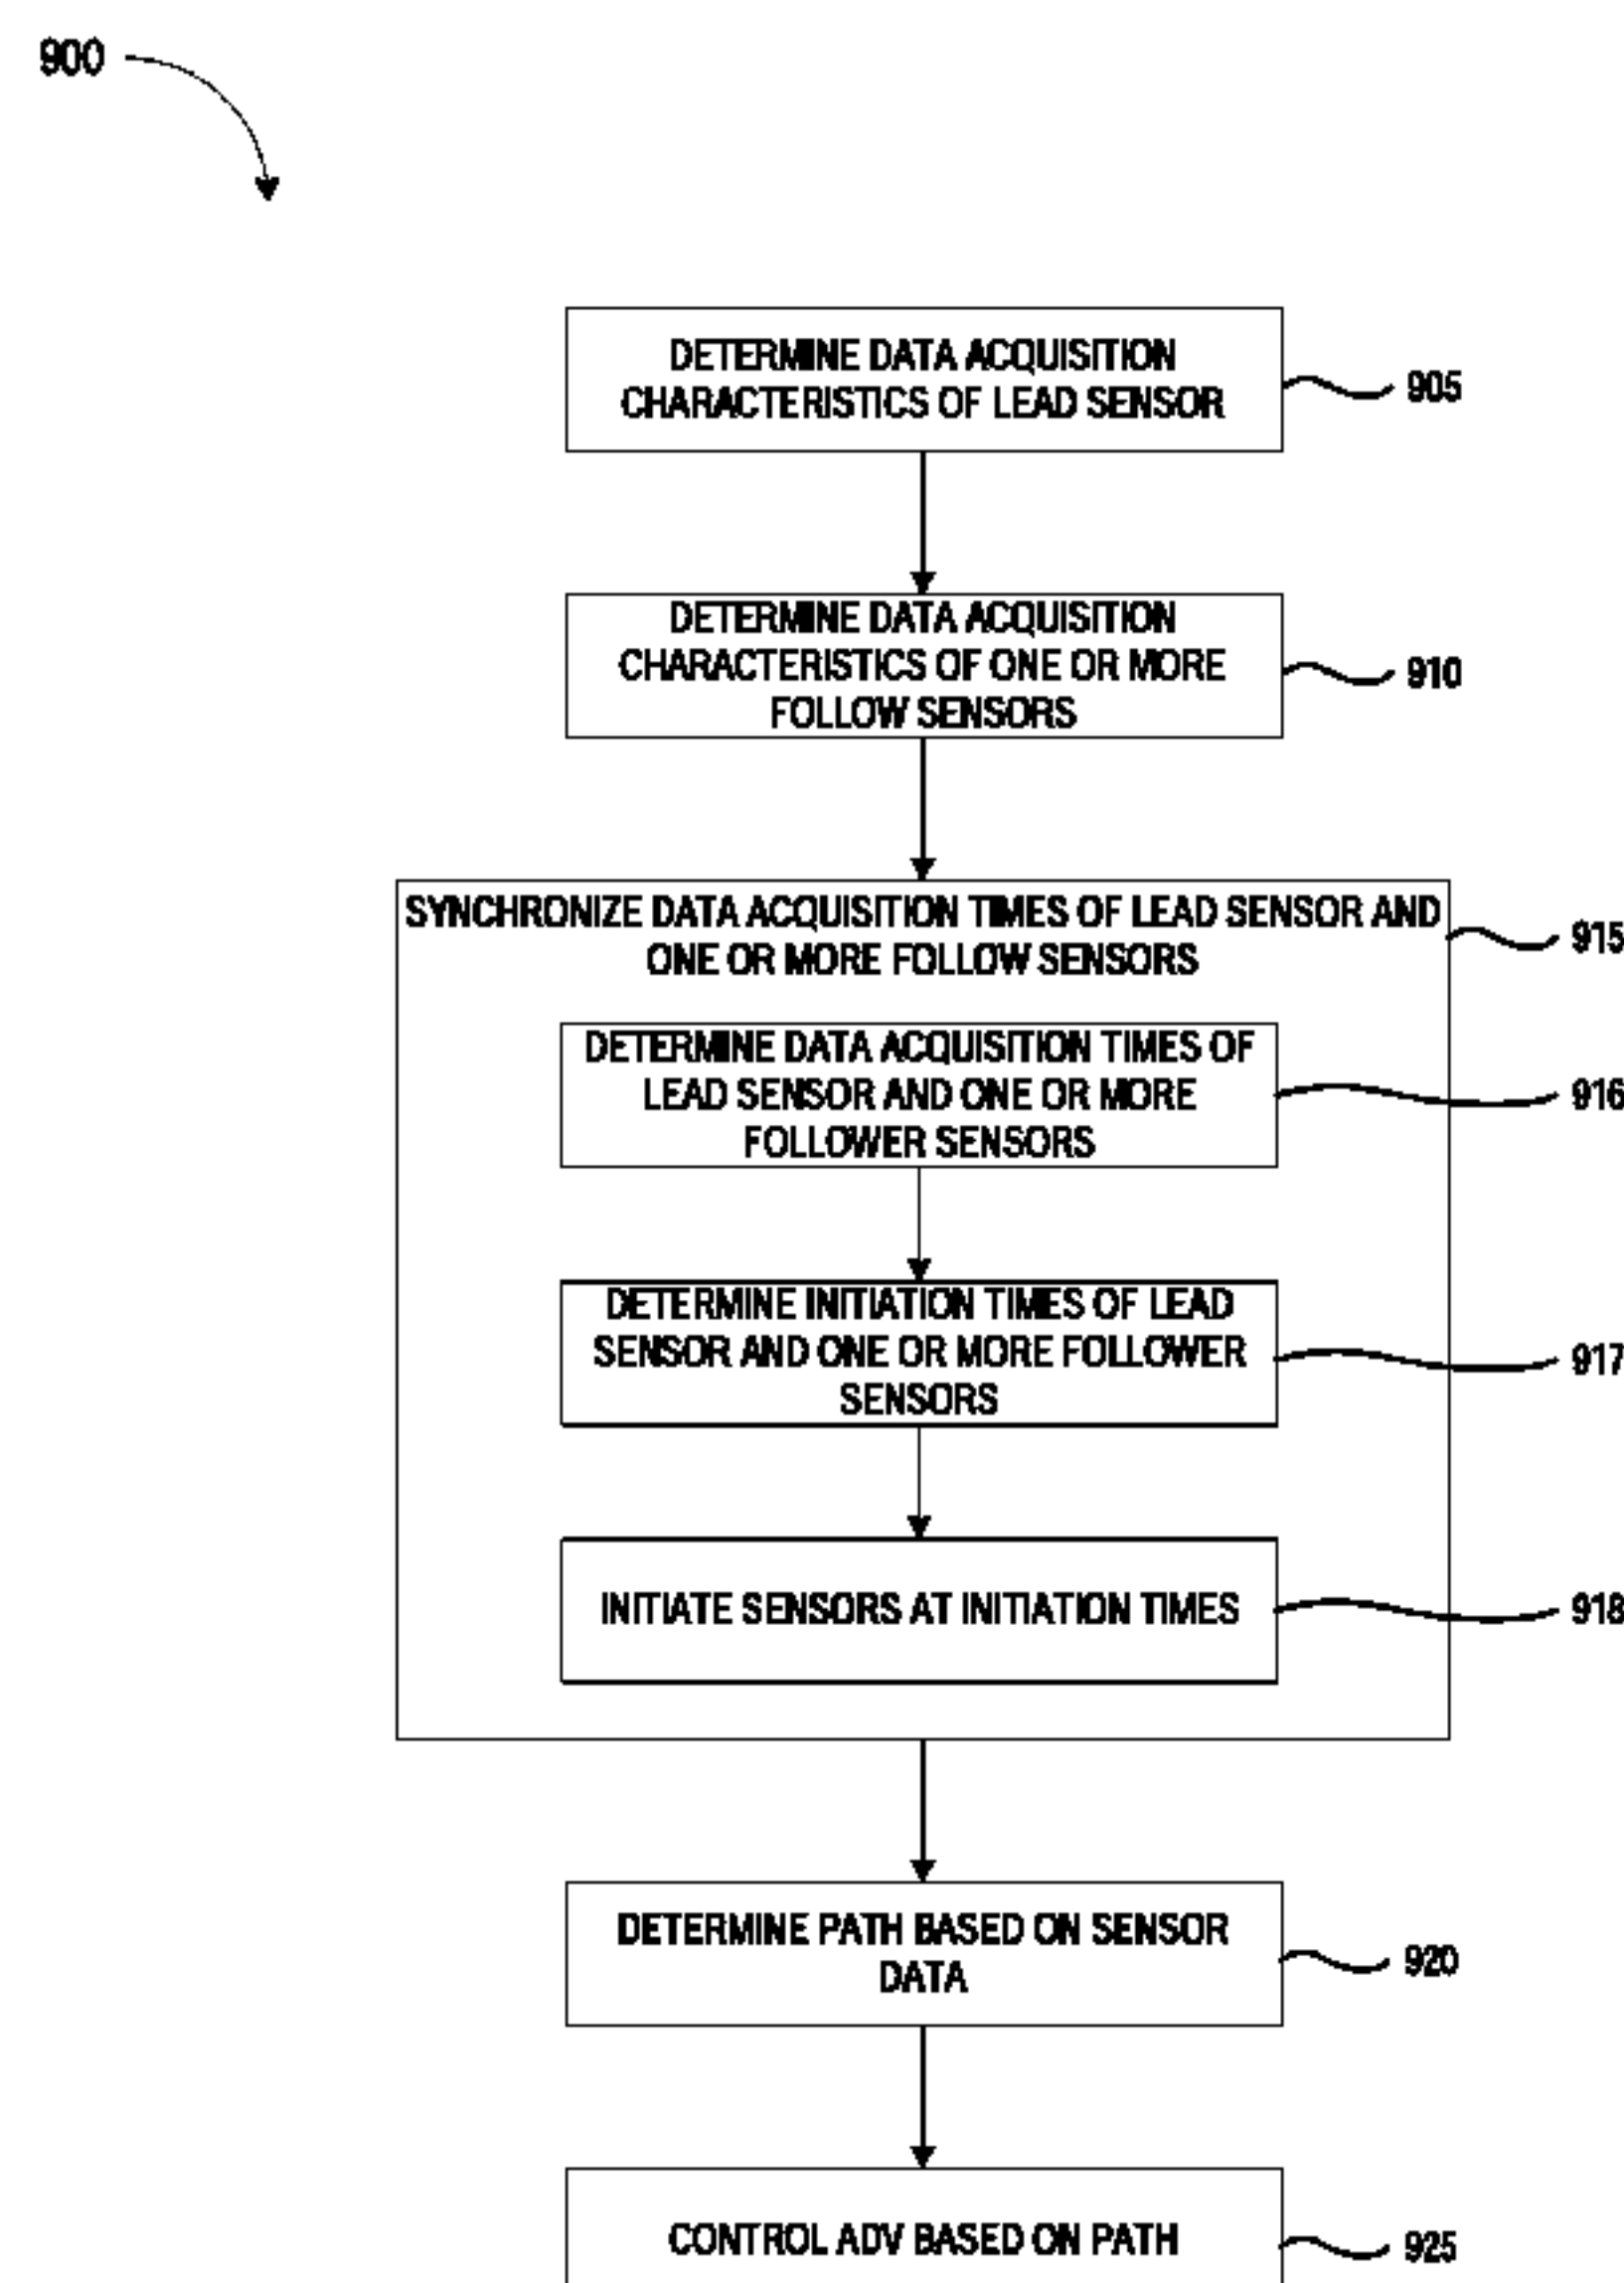 900
DETERMINE DATA ACQUISITION
CHARACTERISTICS OF LEAD SENSOR
905
DETERMINE DATA ACQUISITION
CHARACTERISTICS OF ONE OR MORE
FOLLOW SENSORS
910
SYNCHRONIZE DATA ACQUISITION TIMES OF LEAD SENSOR AND
ONE OR MORE FOLLOW SENSORS
915
DETERMINE DATA ACQUISITION TIMES OF
LEAD SENSOR AND ONE OR MORE
FOLLOWER SENSORS
916
DETERMINE INITIATION TIMES OF LEAD
SENSOR AND ONE OR MORE FOLLOWER
SENSORS
917
INITIATE SENSORS AT INITIATION TIMES
918
DETERMINE PATH BASED ON SENSOR
DATA
920
CONTROL ADV BASED ON PATH
925